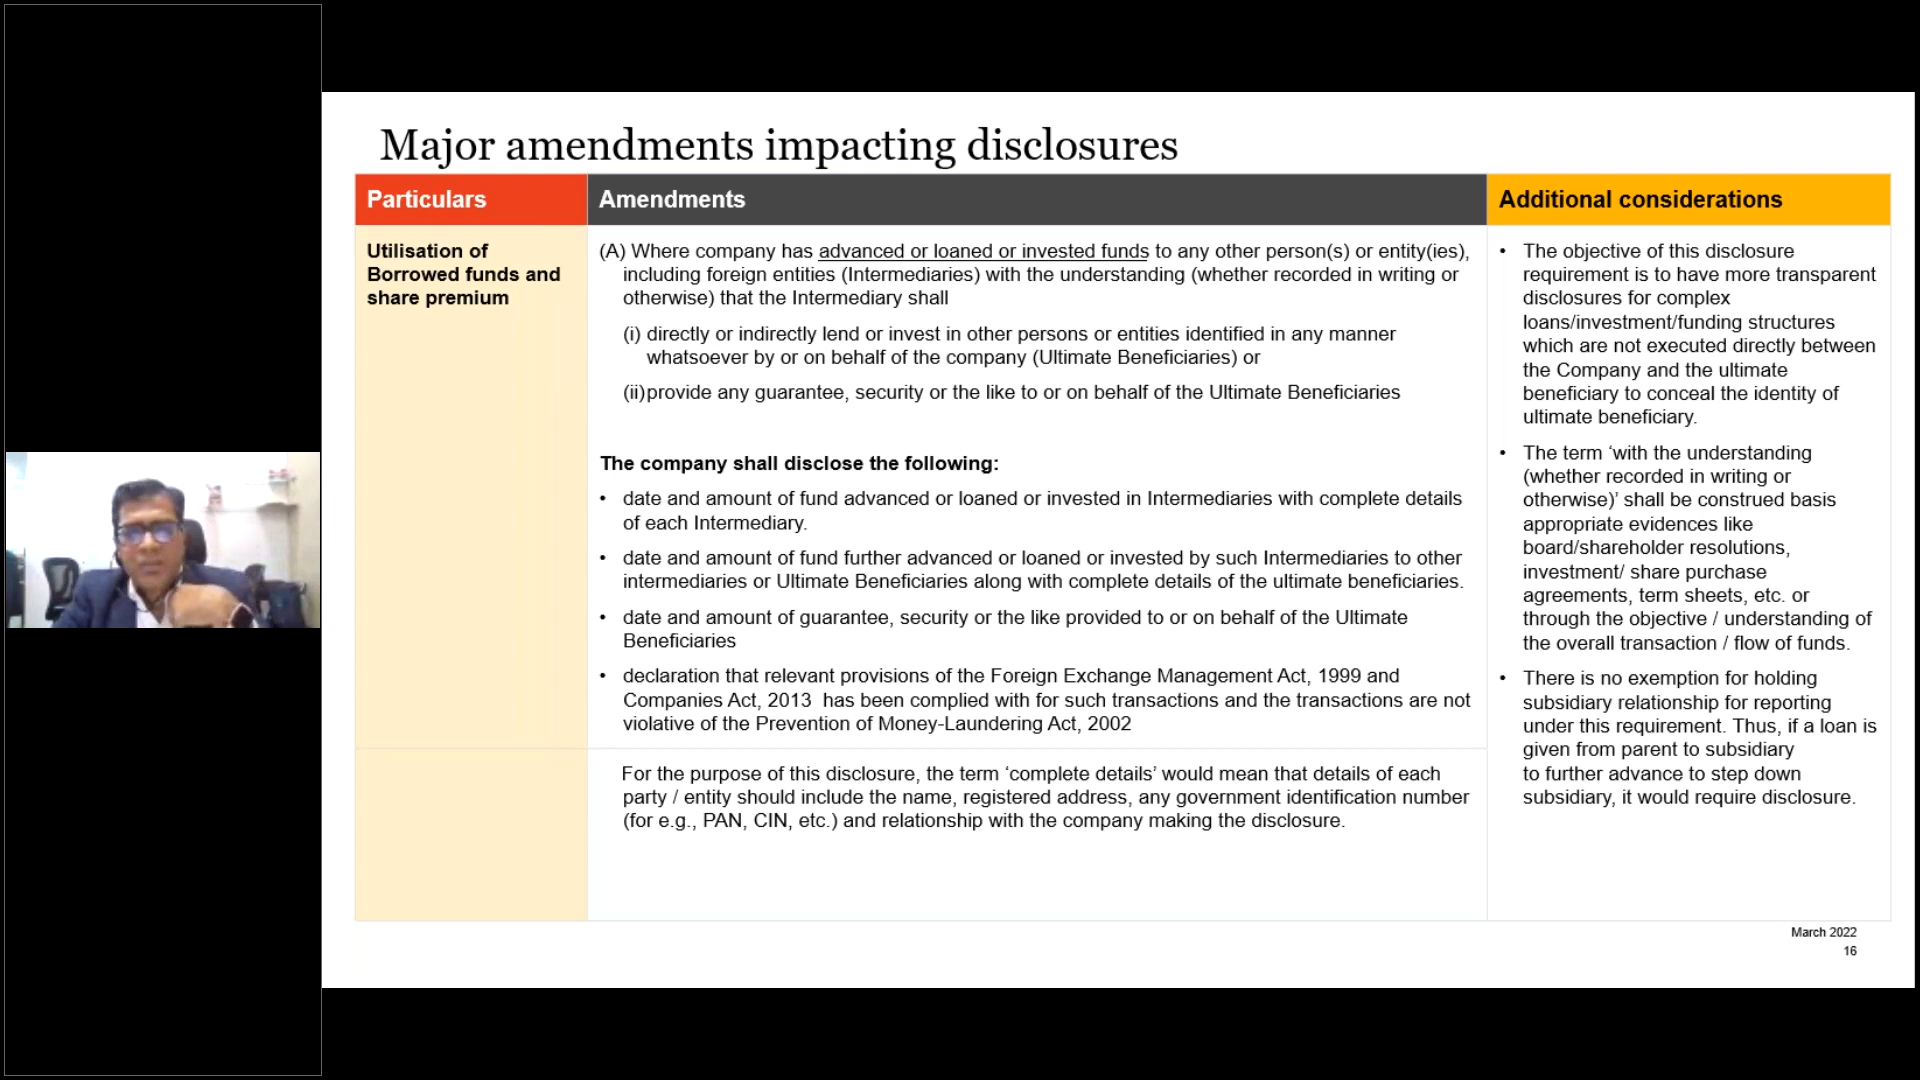 Major amendments impacting disclosures
Particulars
Amendments
Additional considerations
Utilisation of
Borrowed funds and
share premium
(A) Where company has advanced or loaned or invested funds to any other person(s) or entity(ies),
including foreign entities (Intermediaries) with the understanding (whether recorded in writing or
otherwise) that the Intermediary shall
(i) directly or indirectly lend or invest in other persons or entities identified in any manner
whatsoever by or on behalf of the company (Ultimate Beneficiaries) or
(ii)provide any guarantee, security or the like to or on behalf of the Ultimate Beneficiaries
The company shall disclose the following:
• date and amount of fund advanced or loaned or invested in Intermediaries with complete details
of each Intermediary.
• date and amount of fund further advanced or loaned or invested by such Intermediaries to other
intermediaries or Ultimate Beneficiaries along with complete details of the ultimate beneficiaries.
• date and amount of guarantee, security or the like provided to or on behalf of the Ultimate
Beneficiaries
• declaration that relevant provisions of the Foreign Exchange Management Act, 1999 and
Companies Act, 2013 has been complied with for such transactions and the transactions are not
violative of the Prevention of Money-Laundering Act, 2002
For the purpose of this disclosure, the term ‘complete details’ would mean that details of each
party / entity should include the name, registered address, any government identification number
(for e.g., PAN, CIN, etc.) and relationship with the company making the disclosure.
• The objective of this disclosure
requirement is to have more transparent
disclosures for complex
loans/investment/funding structures
which are not executed directly between
the Company and the ultimate
beneficiary to conceal the identity of
ultimate beneficiary.
• The term ‘with the understanding
(whether recorded in writing or
otherwise)’ shall be construed basis
appropriate evidences like
board/shareholder resolutions,
investment/ share purchase
agreements, term sheets, etc. or
through the objective / understanding of
the overall transaction / flow of funds.
• There is no exemption for holding
subsidiary relationship for reporting
under this requirement. Thus, if a loan is
given from parent to subsidiary
to further advance to step down
subsidiary, it would require disclosure.
March 2022
16